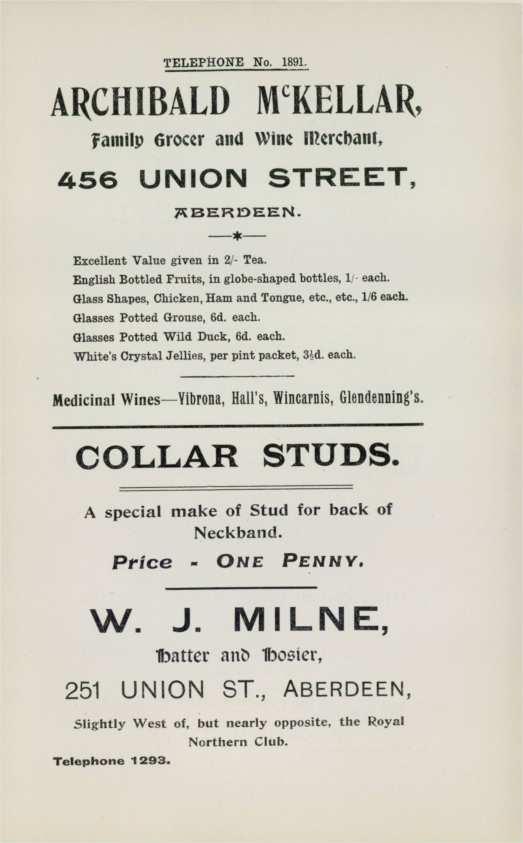 TELEPHONE No. 1891.
ARCHIBALD McKELLAR,
Family Grocer and Wine Merchant,
456 UNION STREET,
ABERDEEN.
Excellent Value given in 2/- Tea.
English Bottled Fruits, in globe-shaped bottles, 1/- each.
Glass Shapes, Chicken, Ham and Tongue, etc., etc., 1/6 each.
Glasses Potted Grouse, 6d. each.
Glasses Potted Wild Duck, 6d. each.
White's Crystal Jellies, per pint packet, 3½d. each.
Medicinal Wines—Vibrona, Hall's, Wincarnis, Glendenning's.
COLLAR STUDS.
A special make of Stud for back of
Neckband.
Price - ONE PENNY.
W. J. MILNE,
Hatter and Hosier,
251 UNION ST., ABERDEEN,
Slightly West of, but nearly opposite, the Royal
Northern Club.
Telephone 1293.